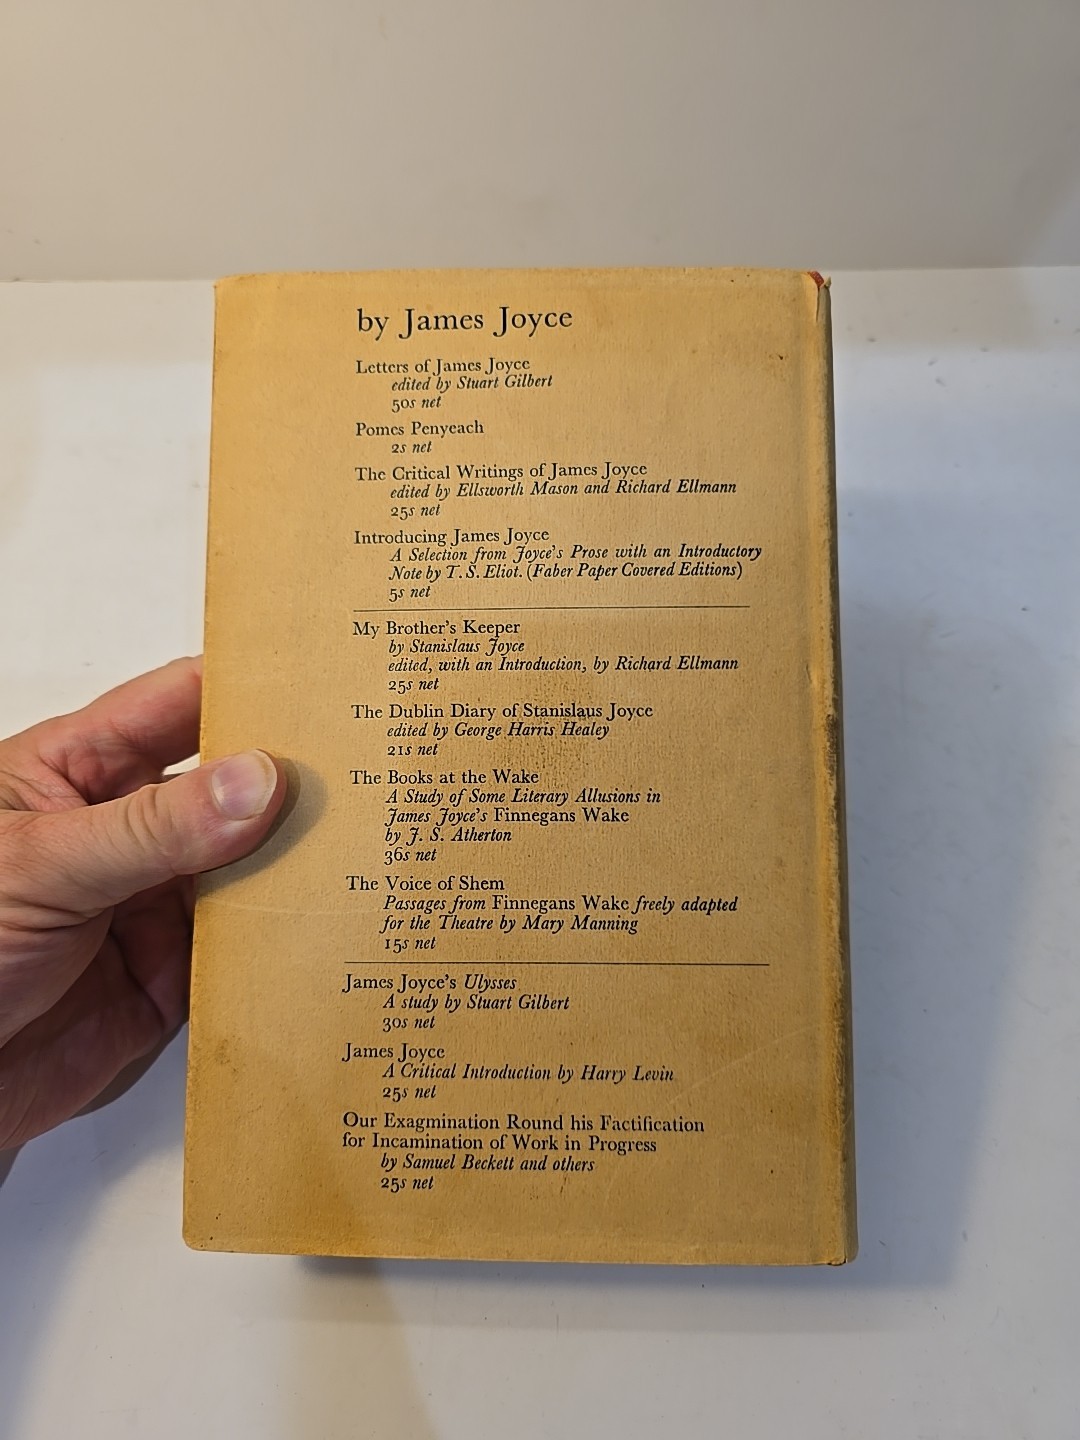 by James Joyce
Letters of James Joyce
edited by Stuart Gilbert
50s net
Pomes Penyeach
2s net
The Critical Writings of James Joyce
edited by Ellsworth Mason and Richard Ellmann
25s net
Introducing James Joyce
A Selection from Joyce's Prose with an Introductory
Note by T. S. Eliot. (Faber Paper Covered Editions)
5s net
My Brother's Keeper
by Stanislaus Joyce
edited, with an Introduction, by Richard Ellmann
25s net
The Dublin Diary of Stanislaus Joyce
edited by George Harris Healey
21s net
The Books at the Wake
A Study of Some Literary Allusions in
James Joyce's Finnegans Wake
by J. S. Atherton
36s net
The Voice of Shem
Passages from Finnegans Wake freely adapted
for the Theatre by Mary Manning
15s net
James Joyce's Ulysses
A study by Stuart Gilbert
30s net
James Joyce
A Critical Introduction by Harry Levin
25s net
Our Exagmination Round his Factification
for Incamination of Work in Progress
by Samuel Beckett and others
25s net